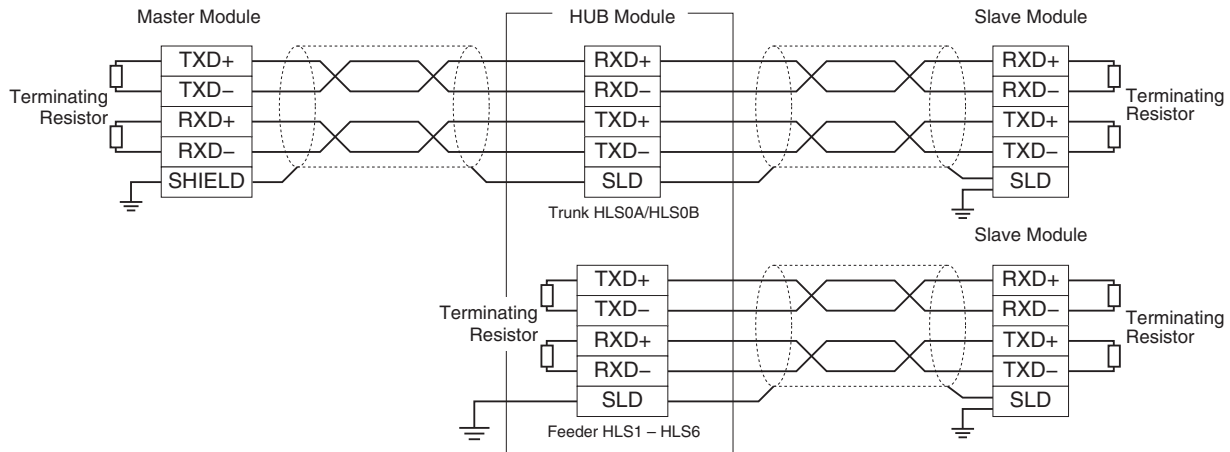 Master Module
HUB Module
Slave Module
TXD+
TXD−
RXD+
RXD−
SHIELD
Terminating
Resistor
RXD+
RXD−
TXD+
TXD−
SLD
Trunk HLS0A/HLS0B
RXD+
RXD−
TXD+
TXD−
SLD
Terminating
Resistor
Slave Module
Terminating
Resistor
TXD+
TXD−
RXD+
RXD−
SLD
Feeder HLS1 – HLS6
RXD+
RXD−
TXD+
TXD−
SLD
Terminating
Resistor